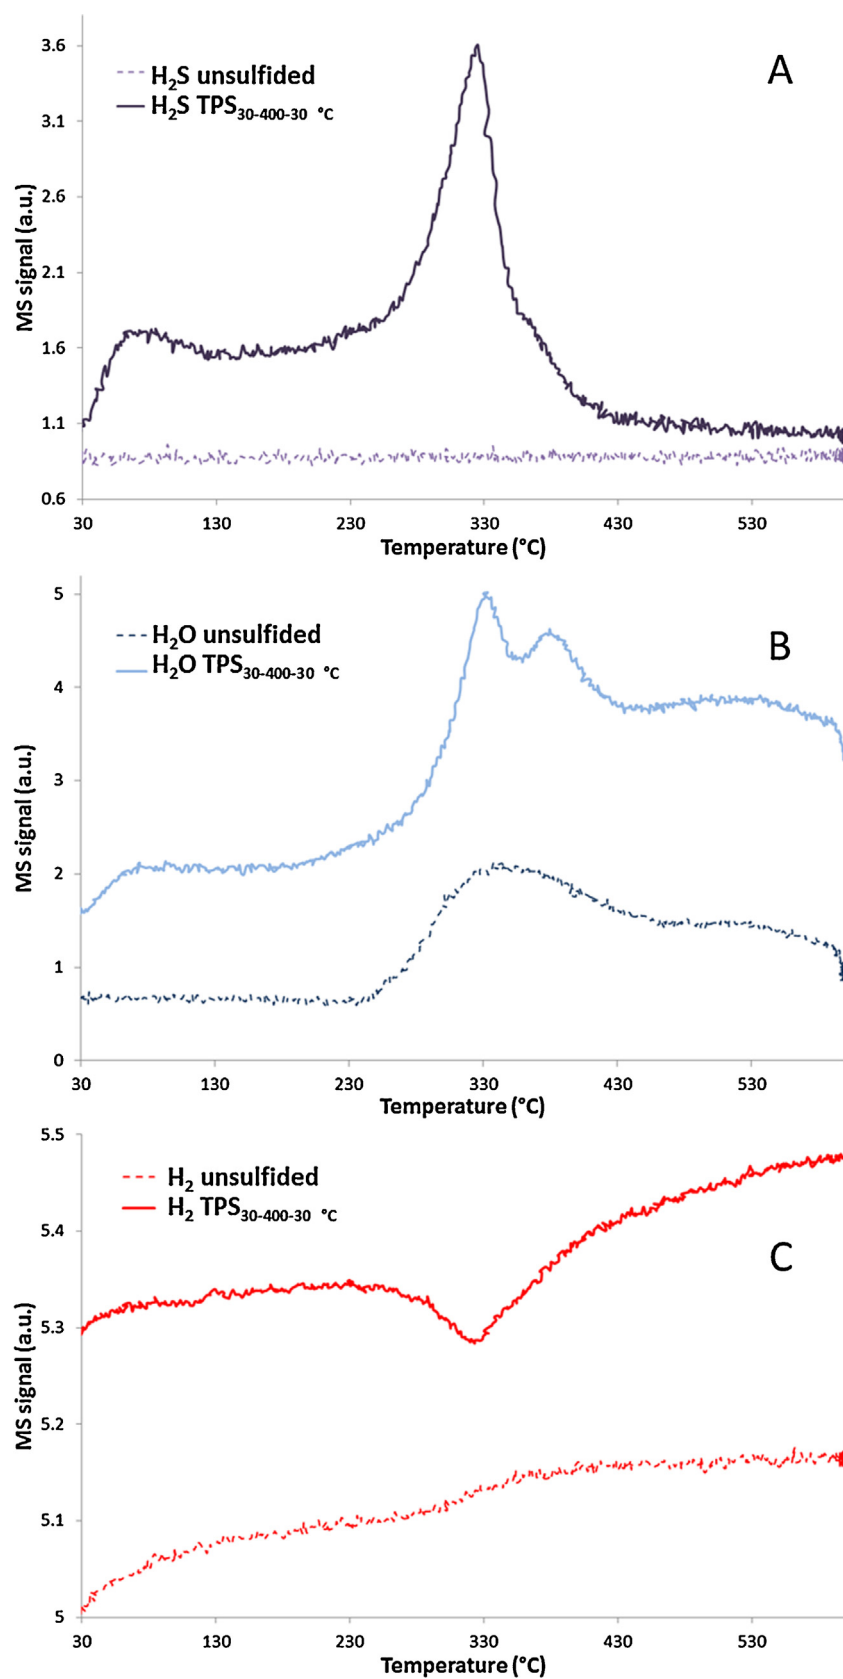 A
H₂S unsulfided
H₂S TPS₃₀₋₄₀₀₋₃₀ °C
MS signal (a.u.)
3.6
3.1
2.6
2.1
1.6
1.1
0.6
30 130 230 330 430 530
Temperature (°C)
B
H₂O unsulfided
H₂O TPS₃₀₋₄₀₀₋₃₀ °C
MS signal (a.u.)
5
4
3
2
1
0
30 130 230 330 430 530
Temperature (°C)
C
H₂ unsulfided
H₂ TPS₃₀₋₄₀₀₋₃₀ °C
MS signal (a.u.)
5.5
5.4
5.3
5.2
5.1
5
30 130 230 330 430 530
Temperature (°C)